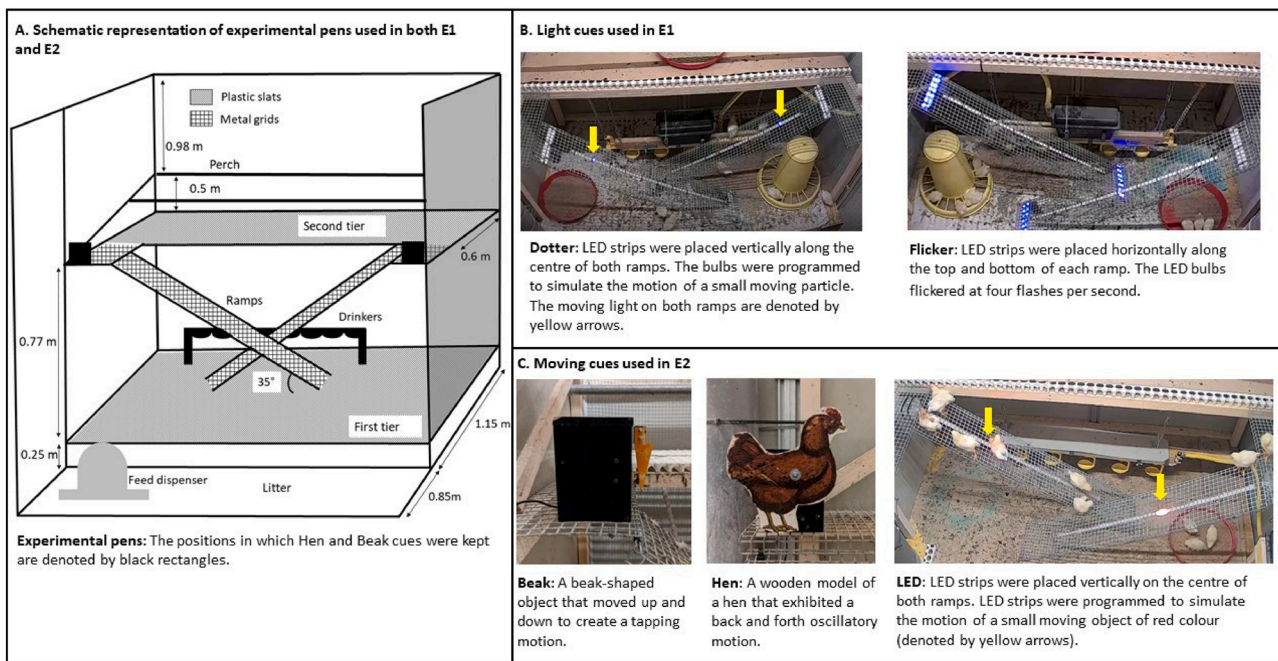 A. Schematic representation of experimental pens used in both E1
and E2
Plastic slats
Metal grids
0.98 m
Perch
0.5 m
Second tier
0.6 m
Ramps
Drinkers
0.77 m
35°
First tier
1.15 m
0.25 m
Feed dispenser
Litter
0.85m
Experimental pens: The positions in which Hen and Beak cues were kept
are denoted by black rectangles.
B. Light cues used in E1
Dotter: LED strips were placed vertically along the
centre of both ramps. The bulbs were programmed
to simulate the motion of a small moving particle.
The moving light on both ramps are denoted by
yellow arrows.
Flicker: LED strips were placed horizontally along
the top and bottom of each ramp. The LED bulbs
flickered at four flashes per second.
C. Moving cues used in E2
Beak: A beak-shaped
object that moved up and
down to create a tapping
motion.
Hen: A wooden model of
a hen that exhibited a
back and forth oscillatory
motion.
LED: LED strips were placed vertically on the centre of
both ramps. LED strips were programmed to simulate
the motion of a small moving object of red colour
(denoted by yellow arrows).